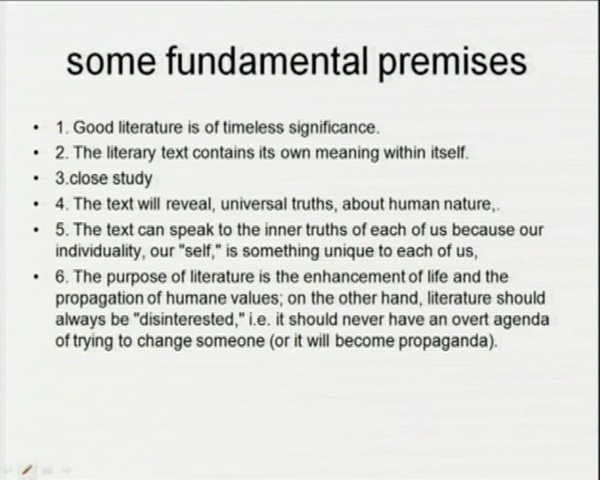 some fundamental premises
• 1. Good literature is of timeless significance.
• 2. The literary text contains its own meaning within itself.
• 3.close study
• 4. The text will reveal, universal truths, about human nature,.
• 5. The text can speak to the inner truths of each of us because our
individuality, our "self," is something unique to each of us,
• 6. The purpose of literature is the enhancement of life and the
propagation of humane values; on the other hand, literature should
always be "disinterested," i.e. it should never have an overt agenda
of trying to change someone (or it will become propaganda).